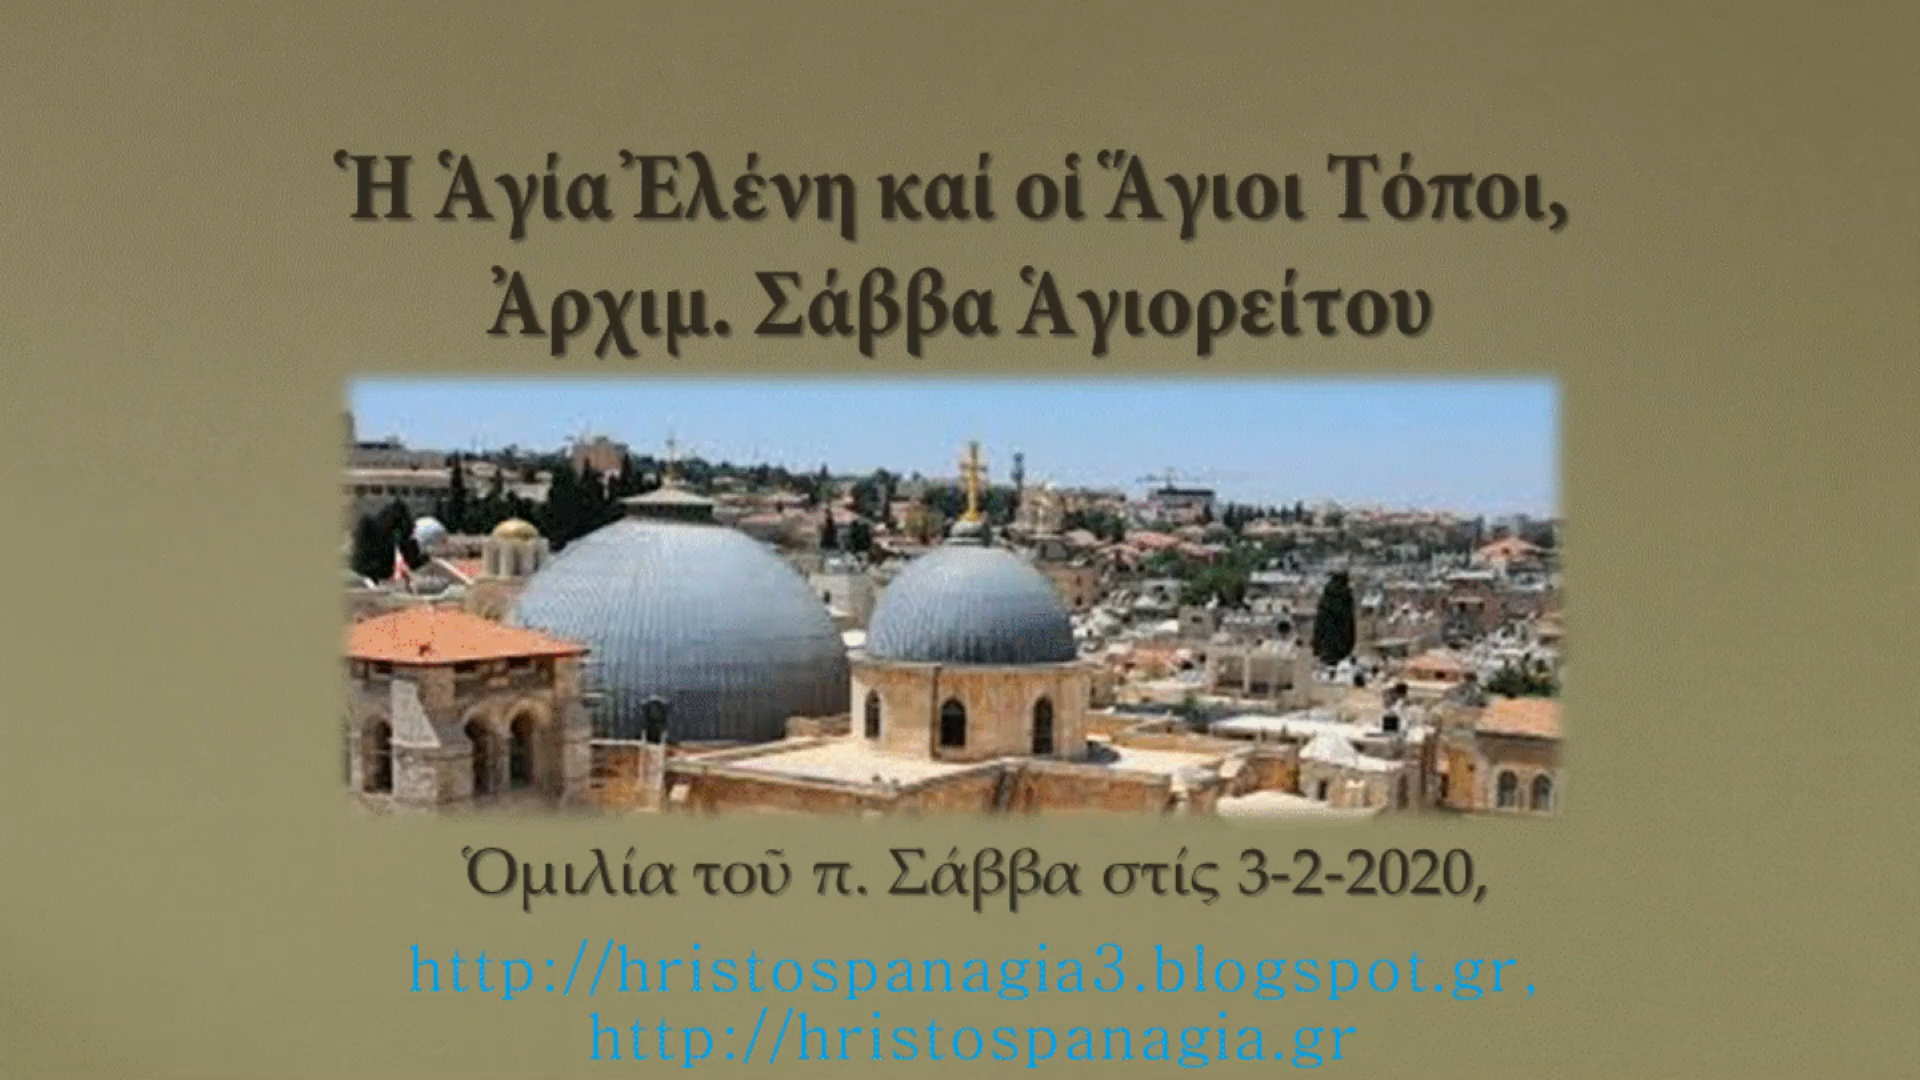 Ἡ Ἁγία Ἑλένη καί οἱ Ἅγιοι Τόποι,
Ἀρχιμ. Σάββα Ἁγιορείτου
Ὁμιλία τοῦ π. Σάββα στίς 3-2-2020,
http://hristospanagia3.blogspot.gr,
http://hristospanagia.gr